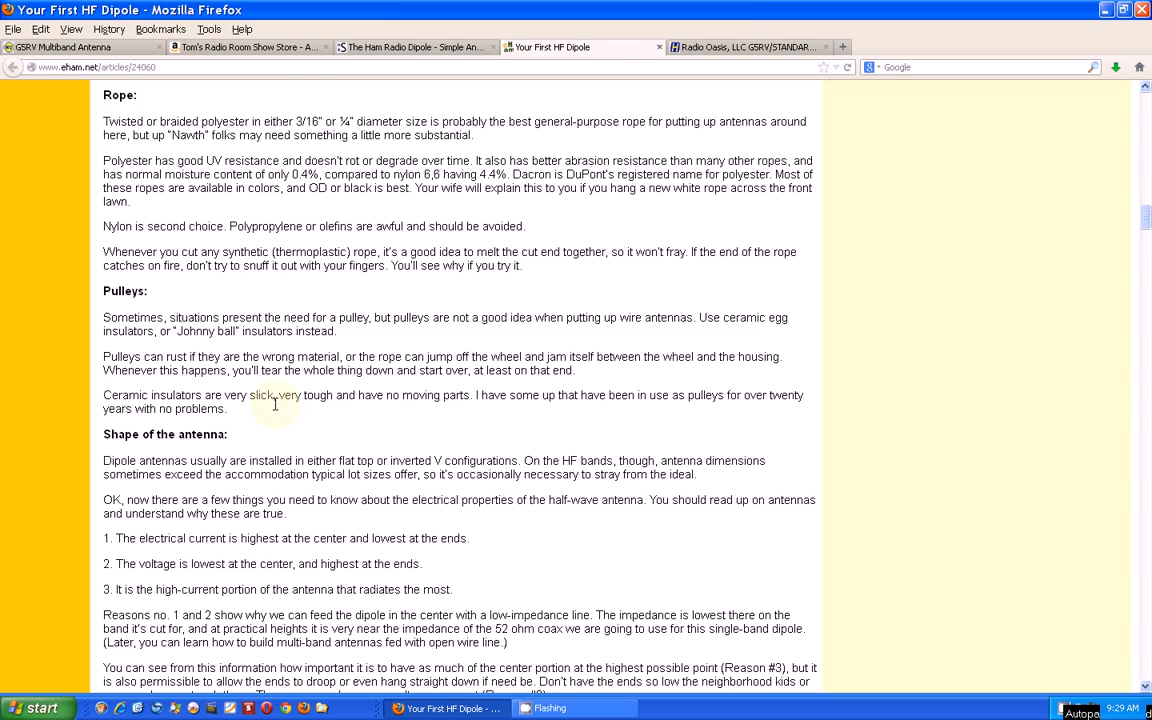 Your First HF Dipole - Mozilla Firefox
File Edit View History Bookmarks Tools Help
G5RV Multiband Antenna Tom's Radio Room Show Store - A... The Ham Radio Dipole - Simple An... Your First HF Dipole Radio Oasis, LLC G5RV/STANDAR...
www.eham.net/articles/24060 Google
Rope:
Twisted or braided polyester in either 3/16" or ¼" diameter size is probably the best general-purpose rope for putting up antennas around
here, but up "Nawth" folks may need something a little more substantial.
Polyester has good UV resistance and doesn't rot or degrade over time. It also has better abrasion resistance than many other ropes, and
has normal moisture content of only 0.4%, compared to nylon 6,6 having 4.4%. Dacron is DuPont's registered name for polyester. Most of
these ropes are available in colors, and OD or black is best. Your wife will explain this to you if you hang a new white rope across the front
lawn.
Nylon is second choice. Polypropylene or olefins are awful and should be avoided.
Whenever you cut any synthetic (thermoplastic) rope, it's a good idea to melt the cut end together, so it won't fray. If the end of the rope
catches on fire, don't try to snuff it out with your fingers. You'll see why if you try it.
Pulleys:
Sometimes, situations present the need for a pulley, but pulleys are not a good idea when putting up wire antennas. Use ceramic egg
insulators, or "Johnny ball" insulators instead.
Pulleys can rust if they are the wrong material, or the rope can jump off the wheel and jam itself between the wheel and the housing.
Whenever this happens, you'll tear the whole thing down and start over, at least on that end.
Ceramic insulators are very slick, very tough and have no moving parts. I have some up that have been in use as pulleys for over twenty
years with no problems.
Shape of the antenna:
Dipole antennas usually are installed in either flat top or inverted V configurations. On the HF bands, though, antenna dimensions
sometimes exceed the accommodation typical lot sizes offer, so it's occasionally necessary to stray from the ideal.
OK, now there are a few things you need to know about the electrical properties of the half-wave antenna. You should read up on antennas
and understand why these are true.
1. The electrical current is highest at the center and lowest at the ends.
2. The voltage is lowest at the center, and highest at the ends.
3. It is the high-current portion of the antenna that radiates the most.
Reasons no. 1 and 2 show why we can feed the dipole in the center with a low-impedance line. The impedance is lowest there on the
band it's cut for, and at practical heights it is very near the impedance of the 52 ohm coax we are going to use for this single-band dipole.
(Later, you can learn how to build multi-band antennas fed with open wire line.)
You can see from this information how important it is to have as much of the center portion at the highest possible point (Reason #3), but it
is also permissible to allow the ends to droop or even hang straight down if need be. Don't have the ends so low the neighborhood kids or
start Your First HF Dipole - ... Flashing 9:29 AM
Autopa